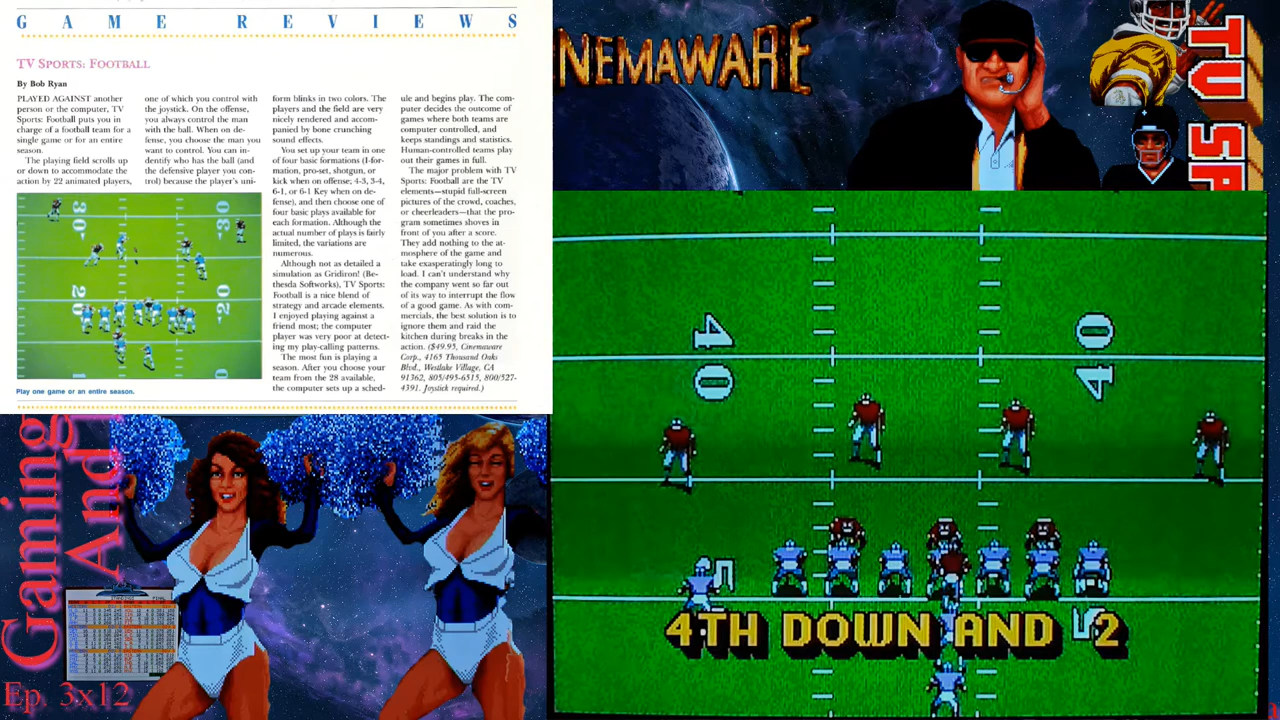 GAME REVIEWS
TV SPORTS: FOOTBALL
By Bob Ryan
PLAYED AGAINST another
person or the computer, TV
Sports: Football puts you in
charge of a football team for a
single game or for an entire
season.
The playing field scrolls up
or down to accommodate the
action by 22 animated players,
one of which you control with
the joystick. On the offense,
you always control the man
with the ball. When on de-
fense, you choose the man you
want to control. You can in-
dentify who has the ball (and
the defensive player you con-
trol) because the player's uni-
form blinks in two colors. The
players and the field are very
nicely rendered and accom-
panied by bone crunching
sound effects.
You set up your team in one
of four basic formations (I-for-
mation, pro-set, shotgun, or
kick when on offense; 4-3, 3-4,
6-1, or 6-1 Key when on de-
fense), and then choose one of
four basic plays available for
each formation. Although the
actual number of plays is fairly
limited, the variations are
numerous.
Although not as detailed a
simulation as Gridiron! (Be-
thesda Softworks), TV Sports:
Football is a nice blend of
strategy and arcade elements.
I enjoyed playing against a
friend most; the computer
player was very poor at detect-
ing my play-calling patterns.
The most fun is playing a
season. After you choose your
team from the 28 available,
the computer sets up a sched-
ule and begins play. The com-
puter decides the outcome of
games where both teams are
computer controlled, and
keeps standings and statistics.
Human-controlled teams play
out their games in full.
The major problem with TV
Sports: Football are the TV
elements—stupid full-screen
pictures of the crowd, coaches,
or cheerleaders—that the pro-
gram sometimes shoves in
front of you after a score.
They add nothing to the at-
mosphere of the game and
take exasperatingly long to
load. I can't understand why
the company went so far out
of its way to interrupt the flow
of a good game. As with com-
mercials, the best solution is to
ignore them and raid the
kitchen during breaks in the
action. ($49.95, Cinemaware
Corp., 4165 Thousand Oaks
Blvd., Westlake Village, CA
91362, 805/495-6515, 800/527-
4391. Joystick required.)
30 30
20 20
Play one game or an entire season.
NEMAWARE
TV SP
40 40
5 5
4TH DOWN AND 2
Gaming
And
Ep. 3x12